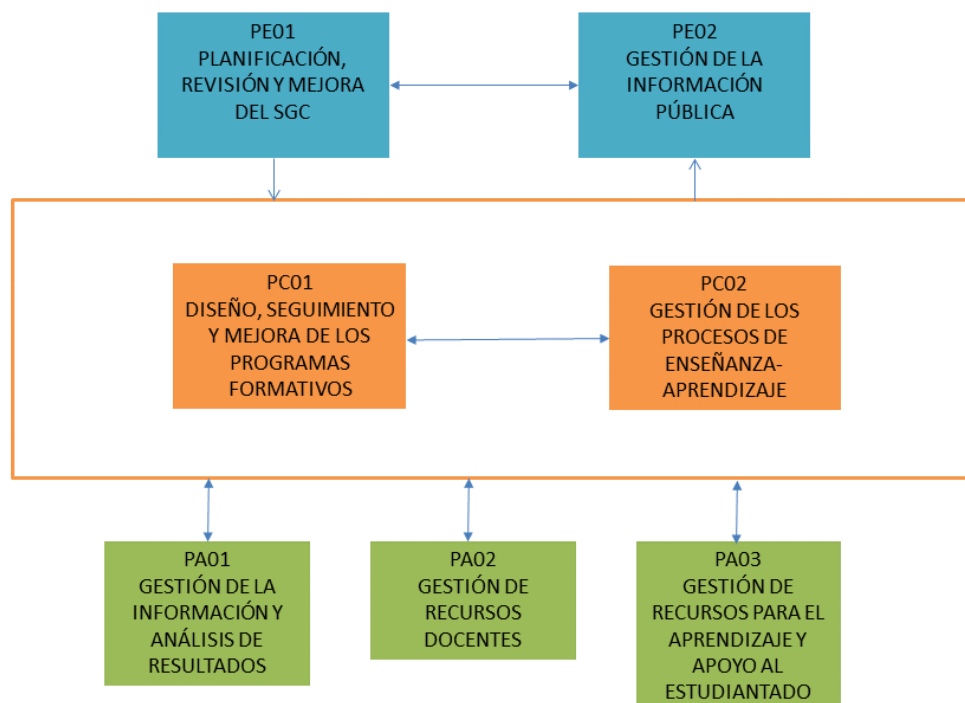 PE01
PLANIFICACIÓN,
REVISIÓN Y MEJORA
DEL SGC
PE02
GESTIÓN DE LA
INFORMACIÓN
PÚBLICA
PC01
DISEÑO, SEGUIMIENTO
Y MEJORA DE LOS
PROGRAMAS
FORMATIVOS
PC02
GESTIÓN DE LOS
PROCESOS DE
ENSEÑANZA-
APRENDIZAJE
PA01
GESTIÓN DE LA
INFORMACIÓN Y
ANÁLISIS DE
RESULTADOS
PA02
GESTIÓN DE
RECURSOS
DOCENTES
PA03
GESTIÓN DE
RECURSOS PARA EL
APRENDIZAJE Y
APOYO AL
ESTUDIANTADO